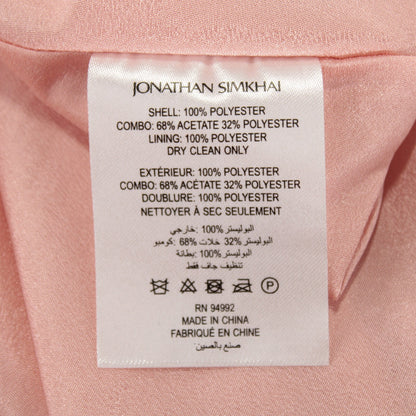 JONATHAN SIMKHAI
SHELL: 100% POLYESTER
COMBO: 68% ACETATE 32% POLYESTER
LINING: 100% POLYESTER
DRY CLEAN ONLY
EXTÉRIEUR: 100% POLYESTER
COMBO: 68% ACÉTATE 32% POLYESTER
DOUBLURE: 100% POLYESTER
NETTOYER À SEC SEULEMENT
البوليستر 100% :خارجي
البوليستر 32% خلات 68% :كومبو
البوليستر 100% :بطانة
تنظيف جاف فقط
P
RN 94992
MADE IN CHINA
FABRIQUÉ EN CHINE
صنع بالصين